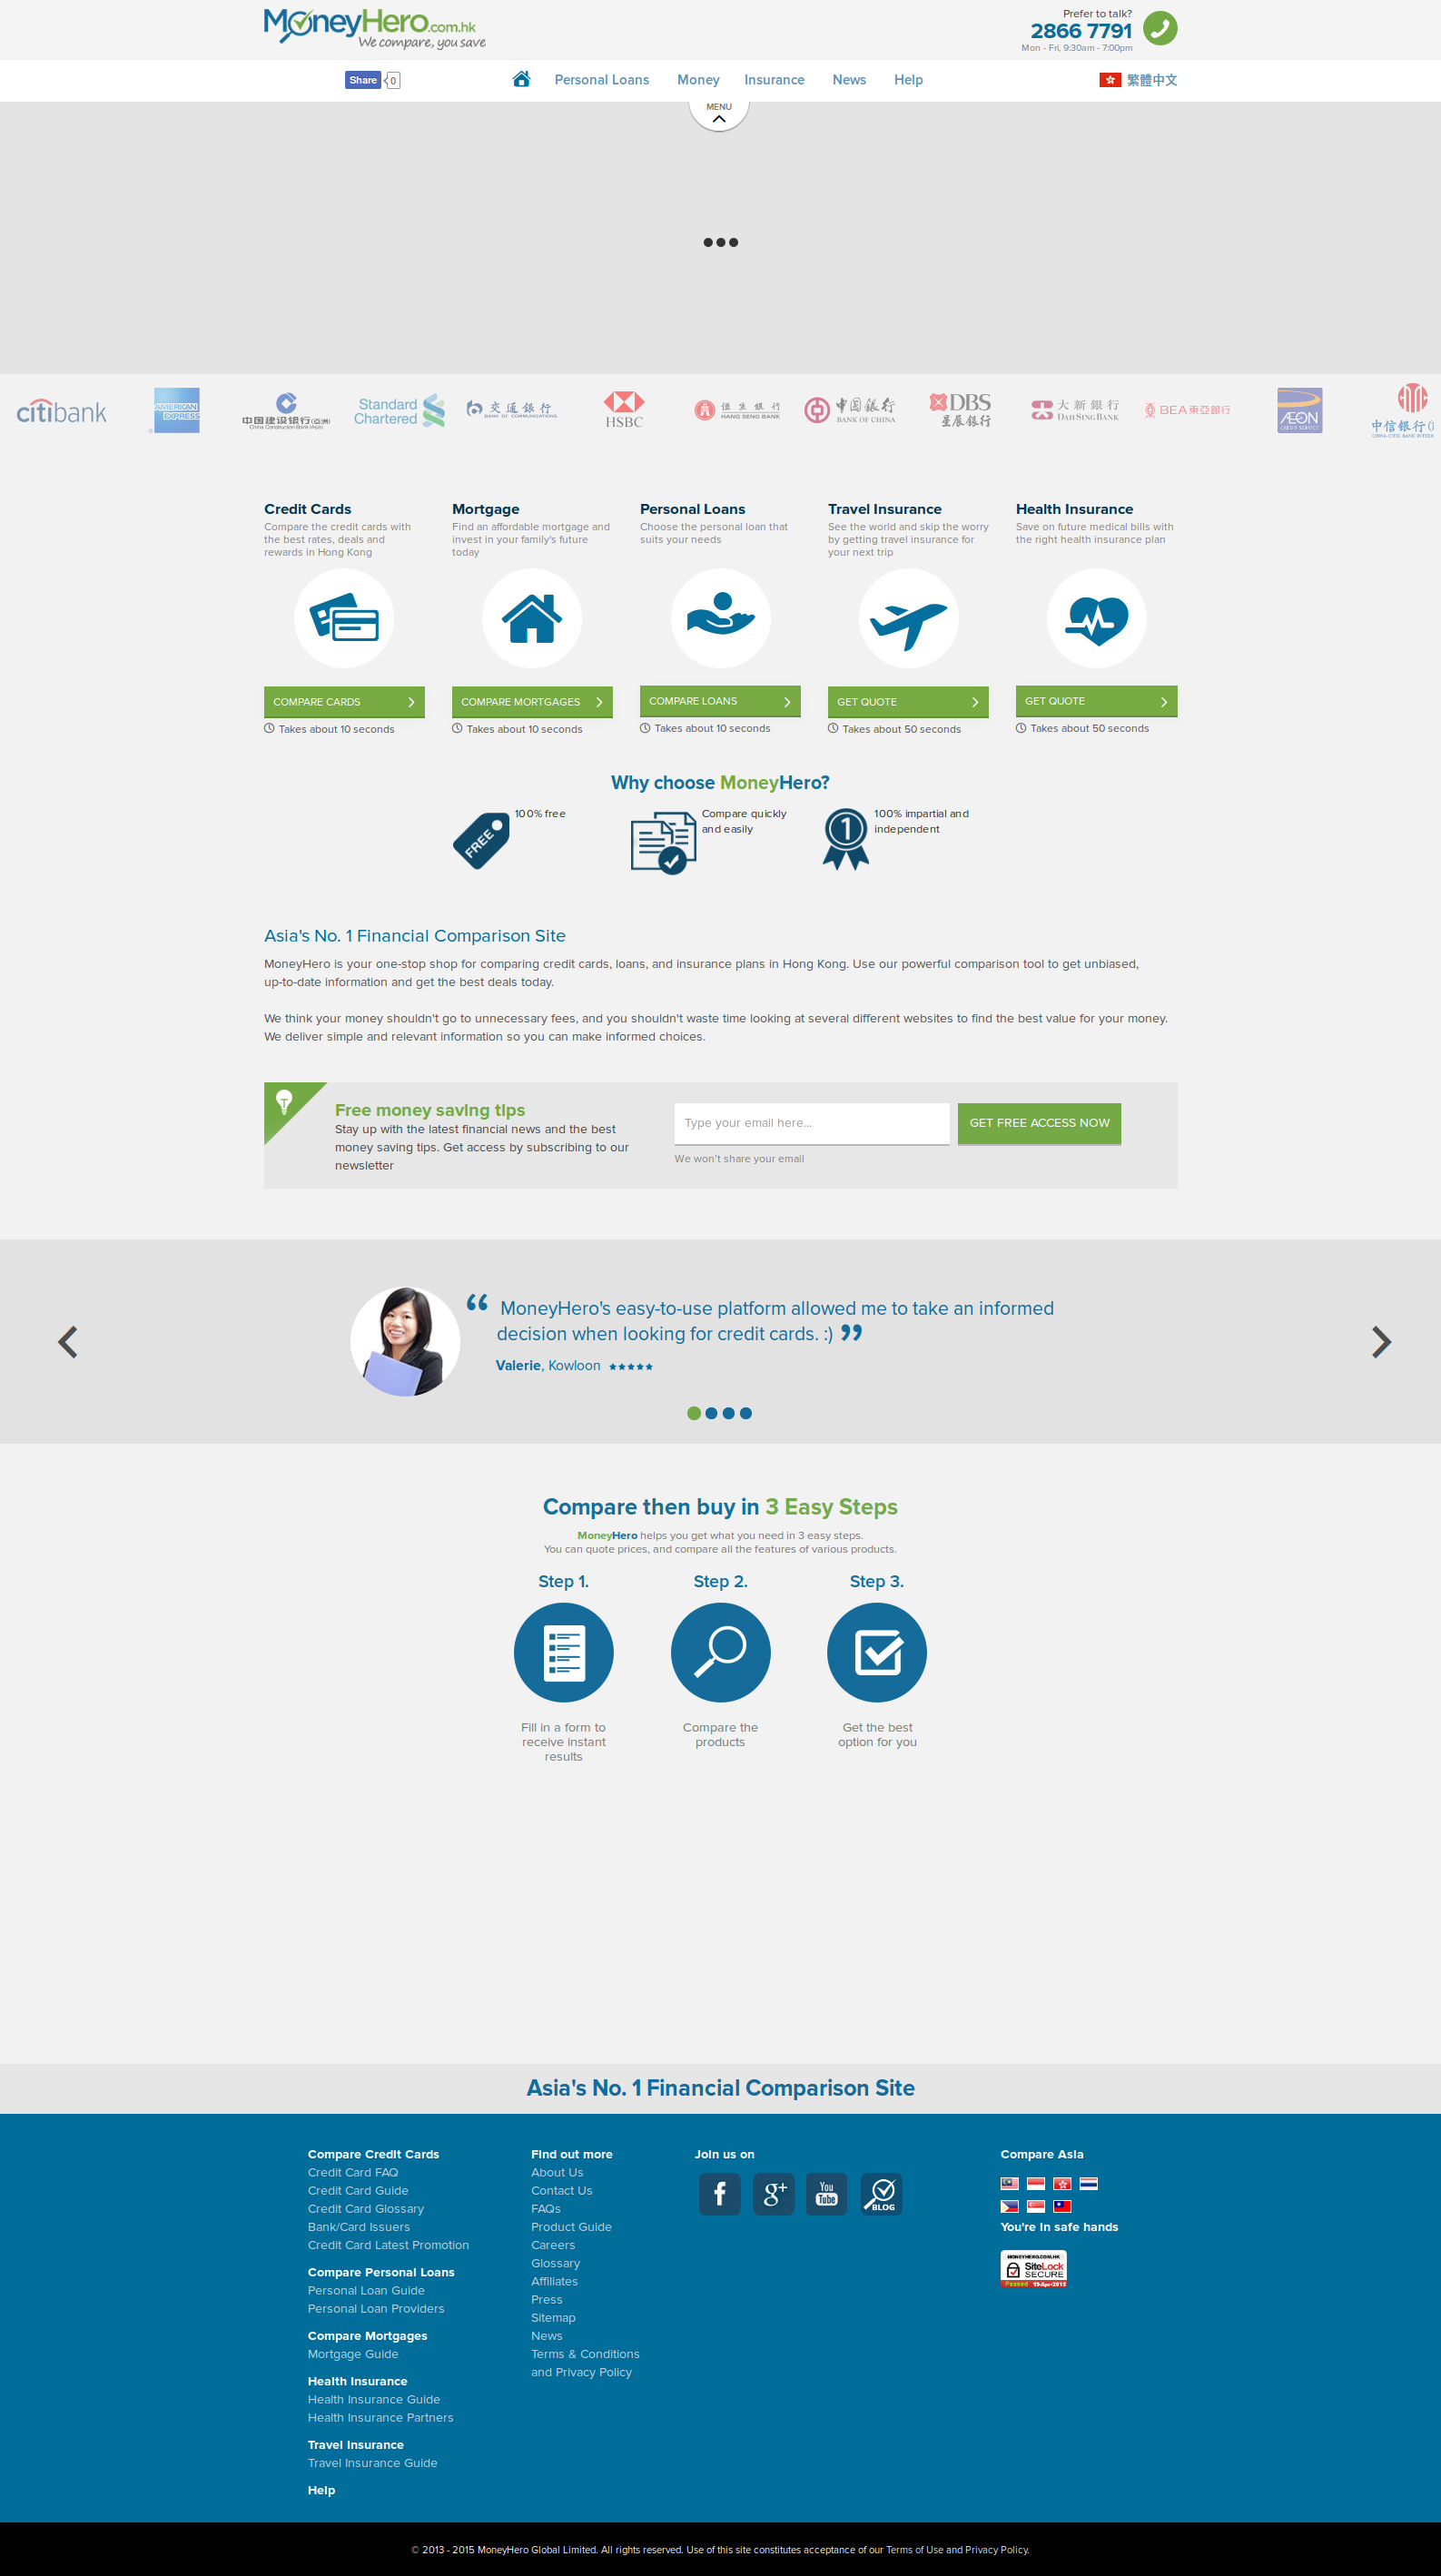 MoneyHero.com.hk
We compare, you save
Prefer to talk?
2866 7791
Mon - Fri, 9:30am - 7:00pm
Share 0
Personal Loans Money Insurance News Help
繁體中文
MENU
citibank
AMERICAN EXPRESS
中国建设银行(亞洲)
China Construction Bank (Asia)
Standard Chartered
交通銀行
BANK OF COMMUNICATIONS
HSBC
恒生銀行
HANG SENG BANK
中國銀行
BANK OF CHINA
DBS
星展銀行
大新銀行
DAH SING BANK
BEA東亞銀行
ÆON
CREDIT SERVICE
中信銀行(
Credit Cards
Compare the credit cards with
the best rates, deals and
rewards in Hong Kong
COMPARE CARDS
Takes about 10 seconds
Mortgage
Find an affordable mortgage and
invest in your family's future
today
COMPARE MORTGAGES
Takes about 10 seconds
Personal Loans
Choose the personal loan that
suits your needs
COMPARE LOANS
Takes about 10 seconds
Travel Insurance
See the world and skip the worry
by getting travel insurance for
your next trip
GET QUOTE
Takes about 50 seconds
Health Insurance
Save on future medical bills with
the right health insurance plan
GET QUOTE
Takes about 50 seconds
Why choose MoneyHero?
FREE
100% free
Compare quickly
and easily
1
100% impartial and
independent
Asia's No. 1 Financial Comparison Site
MoneyHero is your one-stop shop for comparing credit cards, loans, and insurance plans in Hong Kong. Use our powerful comparison tool to get unbiased,
up-to-date information and get the best deals today.
We think your money shouldn't go to unnecessary fees, and you shouldn't waste time looking at several different websites to find the best value for your money.
We deliver simple and relevant information so you can make informed choices.
Free money saving tips
Stay up with the latest financial news and the best
money saving tips. Get access by subscribing to our
newsletter
Type your email here...
GET FREE ACCESS NOW
We won't share your email
“ MoneyHero's easy-to-use platform allowed me to take an informed
decision when looking for credit cards. :) ”
Valerie, Kowloon ★★★★★
Compare then buy in 3 Easy Steps
MoneyHero helps you get what you need in 3 easy steps.
You can quote prices, and compare all the features of various products.
Step 1.
Fill in a form to
receive instant
results
Step 2.
Compare the
products
Step 3.
Get the best
option for you
Asia's No. 1 Financial Comparison Site
Compare Credit Cards
Credit Card FAQ
Credit Card Guide
Credit Card Glossary
Bank/Card Issuers
Credit Card Latest Promotion
Compare Personal Loans
Personal Loan Guide
Personal Loan Providers
Compare Mortgages
Mortgage Guide
Health Insurance
Health Insurance Guide
Health Insurance Partners
Travel Insurance
Travel Insurance Guide
Help
Find out more
About Us
Contact Us
FAQs
Product Guide
Careers
Glossary
Affiliates
Press
Sitemap
News
Terms & Conditions
and Privacy Policy
Join us on
f
g+
You Tube
BLOG
Compare Asia
You're in safe hands
MONEYHERO.COM.HK
SiteLock
SECURE
Passed 13-Apr-2015
© 2013 - 2015 MoneyHero Global Limited. All rights reserved. Use of this site constitutes acceptance of our Terms of Use and Privacy Policy.